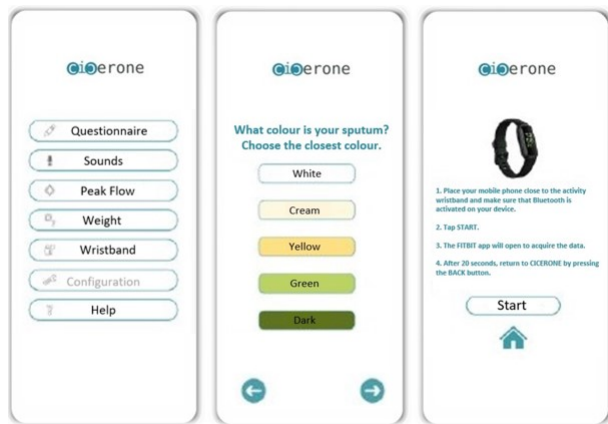 cicerone
Questionnaire
Sounds
Peak Flow
Weight
Wristband
Configuration
Help
cicerone
What colour is your sputum?
Choose the closest colour.
White
Cream
Yellow
Green
Dark
cicerone
1. Place your mobile phone close to the activity
wristband and make sure that Bluetooth is
activated on your device.
2. Tap START.
3. The FITBIT app will open to acquire the data.
4. After 20 seconds, return to CICERONE by pressing
the BACK button.
Start